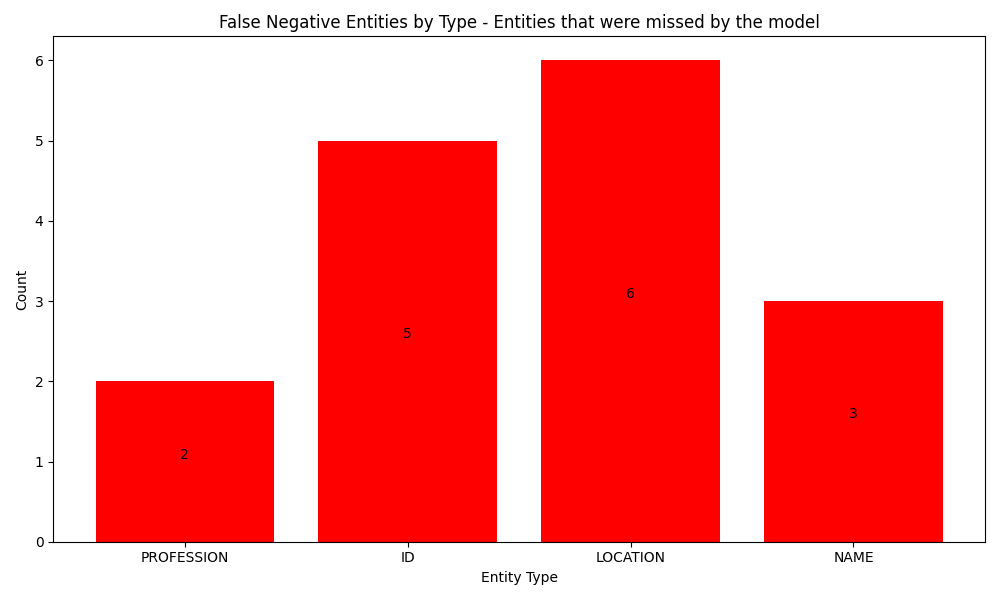 False Negative Entities by Type - Entities that were missed by the model
6
5
4
3
2
1
0
Count
2
5
6
3
PROFESSION
ID
LOCATION
NAME
Entity Type